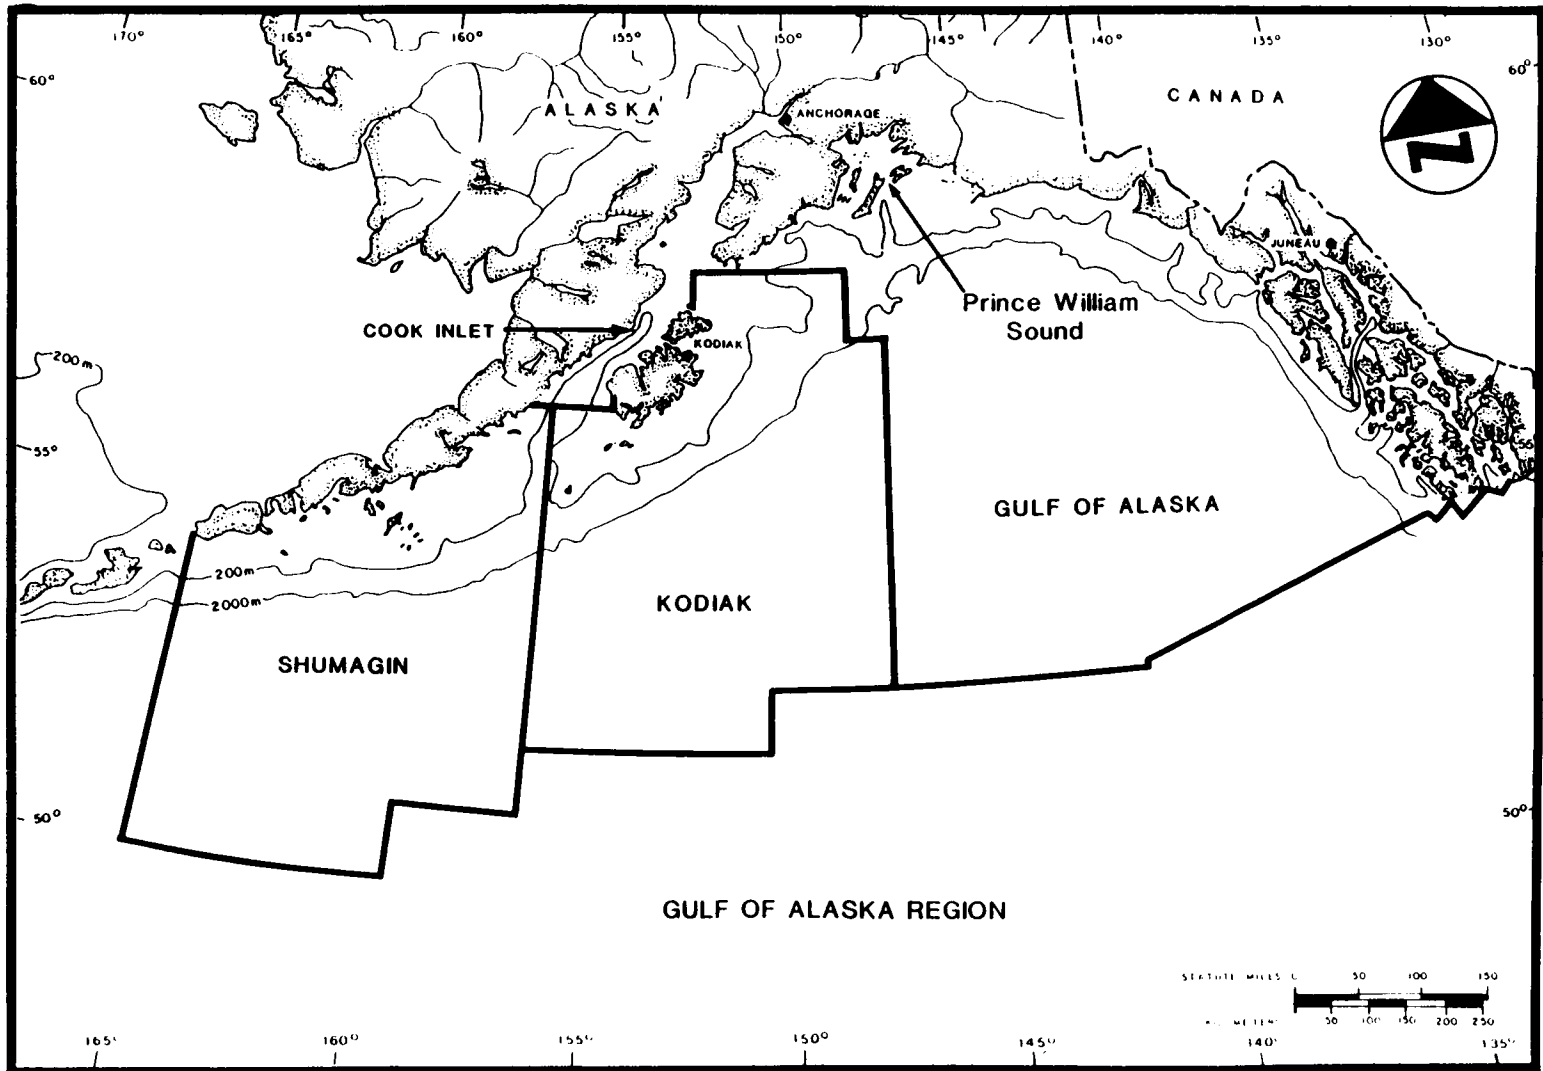 170° 165° 160° 155° 150° 145° 140° 135° 130°
60° 60°
ALASKA
CANADA
ANCHORAGE
JUNEAU
Prince William
Sound
COOK INLET
KODIAK
200m
55°
55
GULF OF ALASKA
200m
2000m
KODIAK
SHUMAGIN
50° 50°
GULF OF ALASKA REGION
STATUTE MILES 50 100 150
50 100 150 200 250
165° 160° 155° 150° 145° 140° 135°